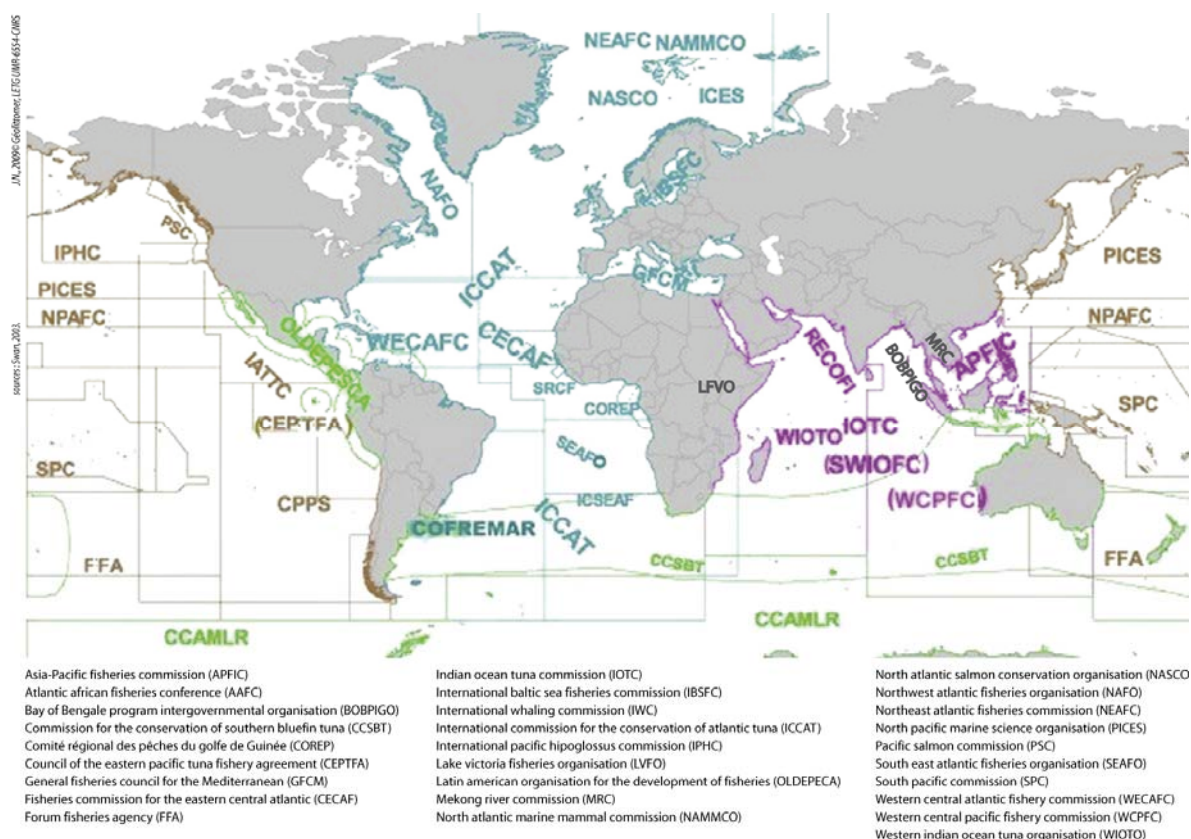 J.N., 2009© Géolittomer, LETG UMR-6554-CNRS
sources : Swan, 2003.
NEAFC NAMMCO
NASCO ICES
NAFO
IBSFC
PSC
IPHC
PICES
GFCM
ICCAT
PICES
NPAFC
NPAFC
OLDEPESCA
WECAFC
CECAF
RECOFI
BOBPIGO
MRC
APFIC
IATTC
SRCF
LFVO
COREP
SPC
(CEPTFA)
WIOTO IOTC
SEAFO
SPC
(SWIOFC)
CPPS
ICSEAF
(WCPFC)
ICCAT
COFREMAR
FFA
CCSBT
CCSBT
FFA
CCAMLR
CCAMLR
Asia-Pacific fisheries commission (APFIC)
Atlantic african fisheries conference (AAFC)
Bay of Bengale program intergovernmental organisation (BOBPIGO)
Commission for the conservation of southern bluefin tuna (CCSBT)
Comité régional des pêches du golfe de Guinée (COREP)
Council of the eastern pacific tuna fishery agreement (CEPTFA)
General fisheries council for the Mediterranean (GFCM)
Fisheries commission for the eastern central atlantic (CECAF)
Forum fisheries agency (FFA)
Indian ocean tuna commission (IOTC)
International baltic sea fisheries commission (IBSFC)
International whaling commission (IWC)
International commission for the conservation of atlantic tuna (ICCAT)
International pacific hipoglossus commission (IPHC)
Lake victoria fisheries organisation (LVFO)
Latin american organisation for the development of fisheries (OLDEPECA)
Mekong river commission (MRC)
North atlantic marine mammal commission (NAMMCO)
North atlantic salmon conservation organisation (NASCO)
Northwest atlantic fisheries organisation (NAFO)
Northeast atlantic fisheries commission (NEAFC)
North pacific marine science organisation (PICES)
Pacific salmon commission (PSC)
South east atlantic fisheries organisation (SEAFO)
South pacific commission (SPC)
Western central atlantic fishery commission (WECAFC)
Western central pacific fishery commission (WCPFC)
Western indian ocean tuna organisation (WIOTO)